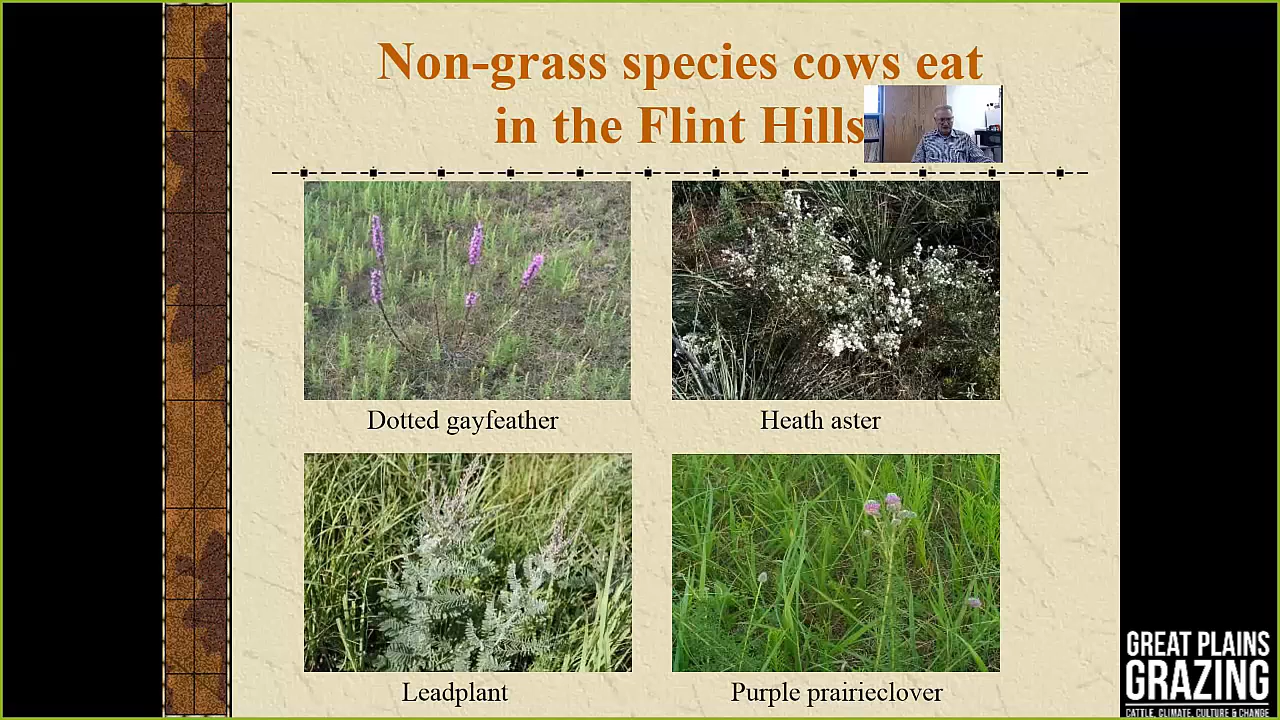 Non-grass species cows eat
in the Flint Hills
Dotted gayfeather
Heath aster
Leadplant
Purple prairieclover
GREAT PLAINS
GRAZING
CATTLE, CLIMATE, CULTURE & CHANGE